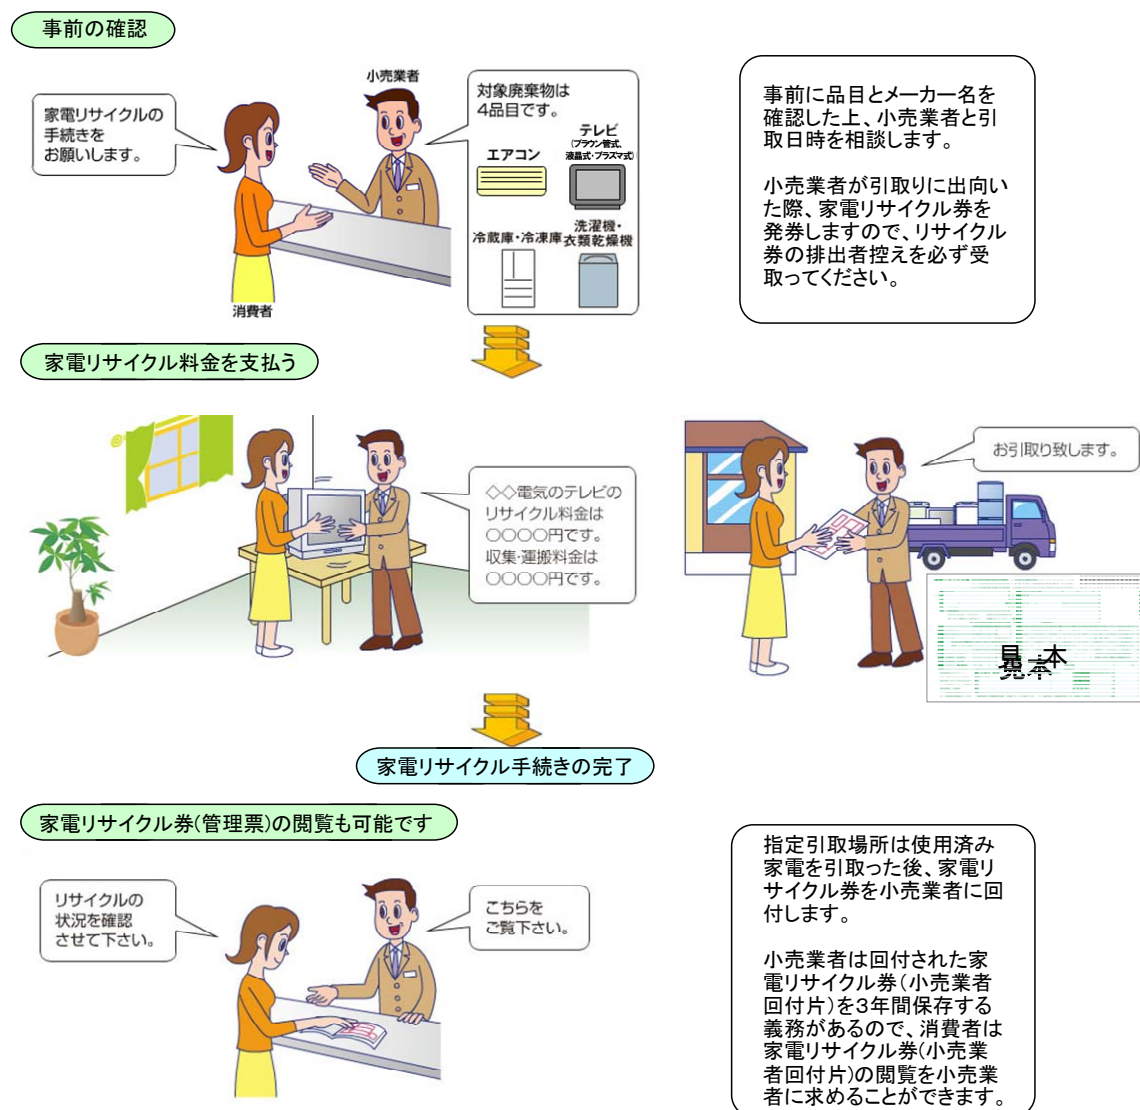 事前の確認
小売業者
家電リサイクルの
手続きを
お願いします。
対象廃棄物は
4品目です。
テレビ
(ブラウン管式、
液晶式・プラズマ式)
エアコン
冷蔵庫・冷凍庫
洗濯機・
衣類乾燥機
消費者
事前に品目とメーカー名を
確認した上、小売業者と引
取日時を相談します。
小売業者が引取りに出向い
た際、家電リサイクル券を
発券しますので、リサイクル
券の排出者控えを必ず受
取ってください。
家電リサイクル料金を支払う
◇◇電気のテレビの
リサイクル料金は
○○○○円です。
収集・運搬料金は
○○○○円です。
お引取り致します。
見本
家電リサイクル手続きの完了
家電リサイクル券(管理票)の閲覧も可能です
リサイクルの
状況を確認
させて下さい。
こちらを
ご覧下さい。
指定引取場所は使用済み
家電を引取った後、家電リ
サイクル券を小売業者に回
付します。
小売業者は回付された家
電リサイクル券(小売業者
回付片)を3年間保存する
義務があるので、消費者は
家電リサイクル券(小売業
者回付片)の閲覧を小売業
者に求めることができます。